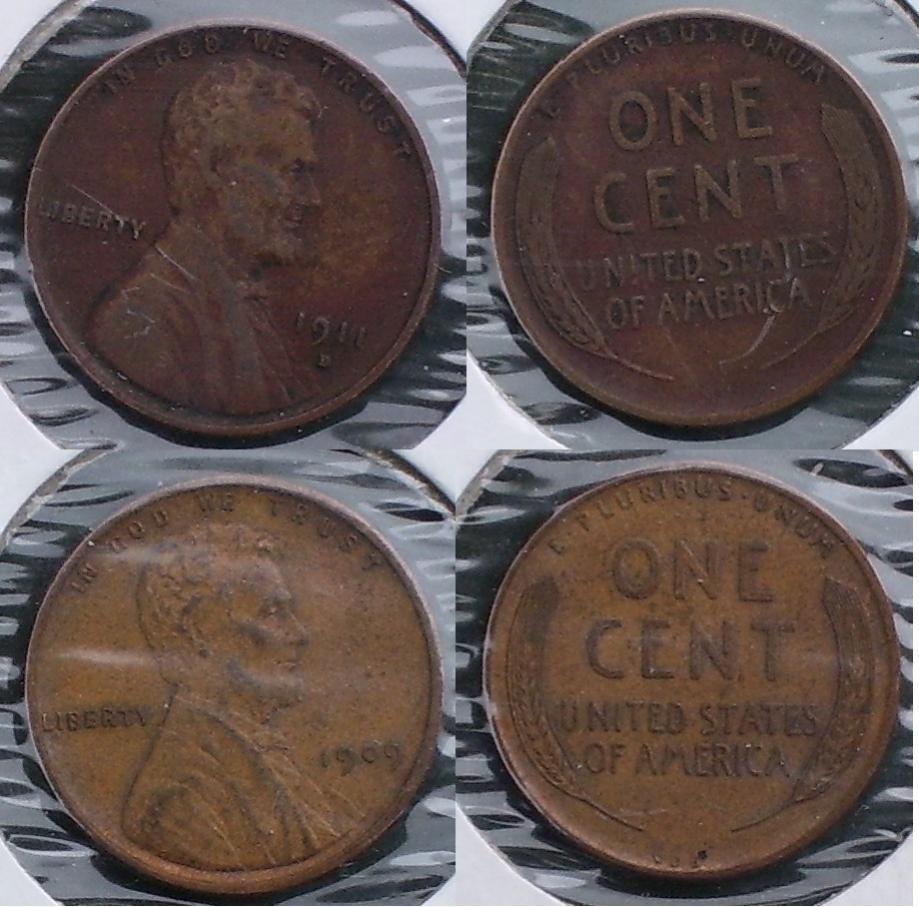 IN GOD WE TRUST
LIBERTY
1911
E·PLURIBUS·UNUM
ONE
CENT
UNITED STATES
OF AMERICA
IN GOD WE TRUST
LIBERTY
1909
E·PLURIBUS·UNUM
ONE
CENT
UNITED STATES
OF AMERICA